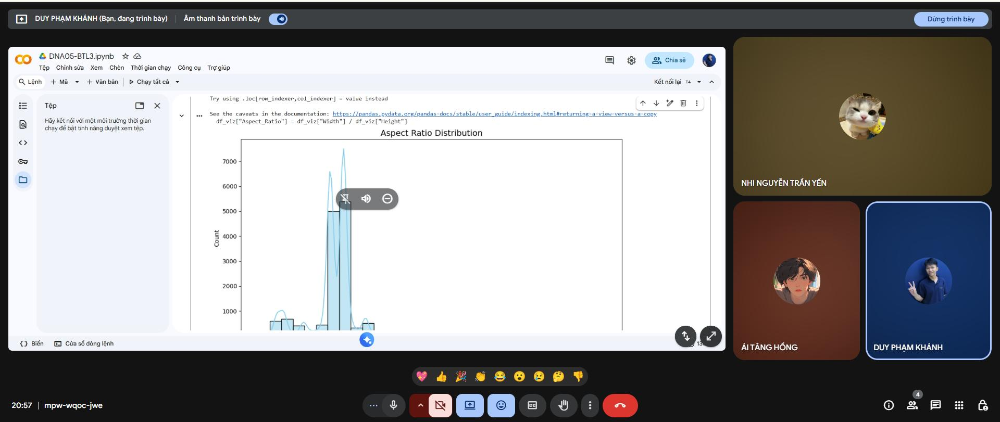 DUY PHẠM KHÁNH (Bạn, đang trình bày)
Âm thanh bản trình bày
Dừng trình bày
DNA05-BTL3.ipynb
Tệp Chỉnh sửa Xem Chèn Thời gian chạy Công cụ Trợ giúp
Chia sẻ
Lệnh + Mã + Văn bản Chạy tất cả
Kết nối lại T4
Tệp
Hãy kết nối với một môi trường thời gian
chạy để bật tính năng duyệt xem tệp.
Try using .loc[row_indexer,col_indexer] = value instead
See the caveats in the documentation: https://pandas.pydata.org/pandas-docs/stable/user_guide/indexing.html#returning-a-view-versus-a-copy
df_viz["Aspect_Ratio"] = df_viz["Width"] / df_viz["Height"]
Aspect Ratio Distribution
7000
6000
5000
4000
3000
2000
1000
Count
Biến
Cửa sổ dòng lệnh
NHI NGUYỄN TRẦN YẾN
ÁI TĂNG HỒNG
DUY PHẠM KHÁNH
20:57 | mpw-wqoc-jwe
4